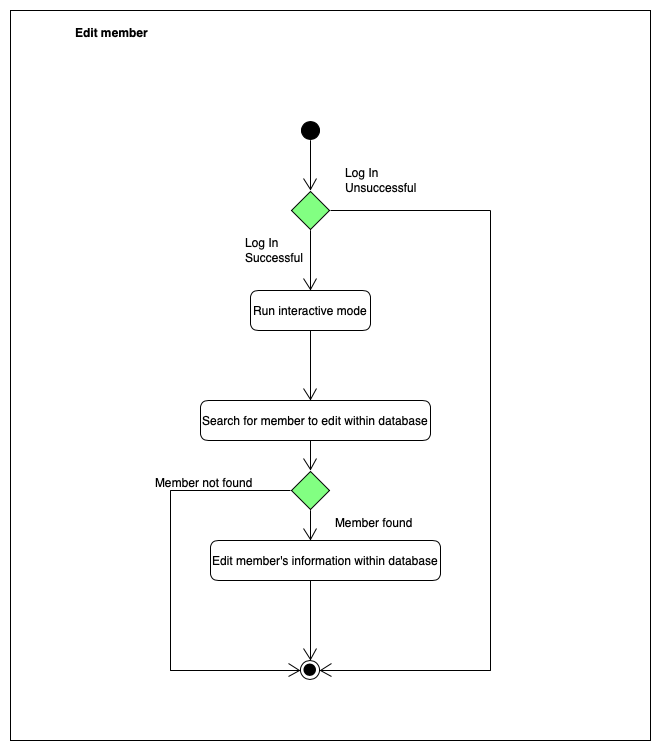 Edit member
Log In
Unsuccessful
Log In
Successful
Run interactive mode
Search for member to edit within database
Member not found
Member found
Edit member's information within database